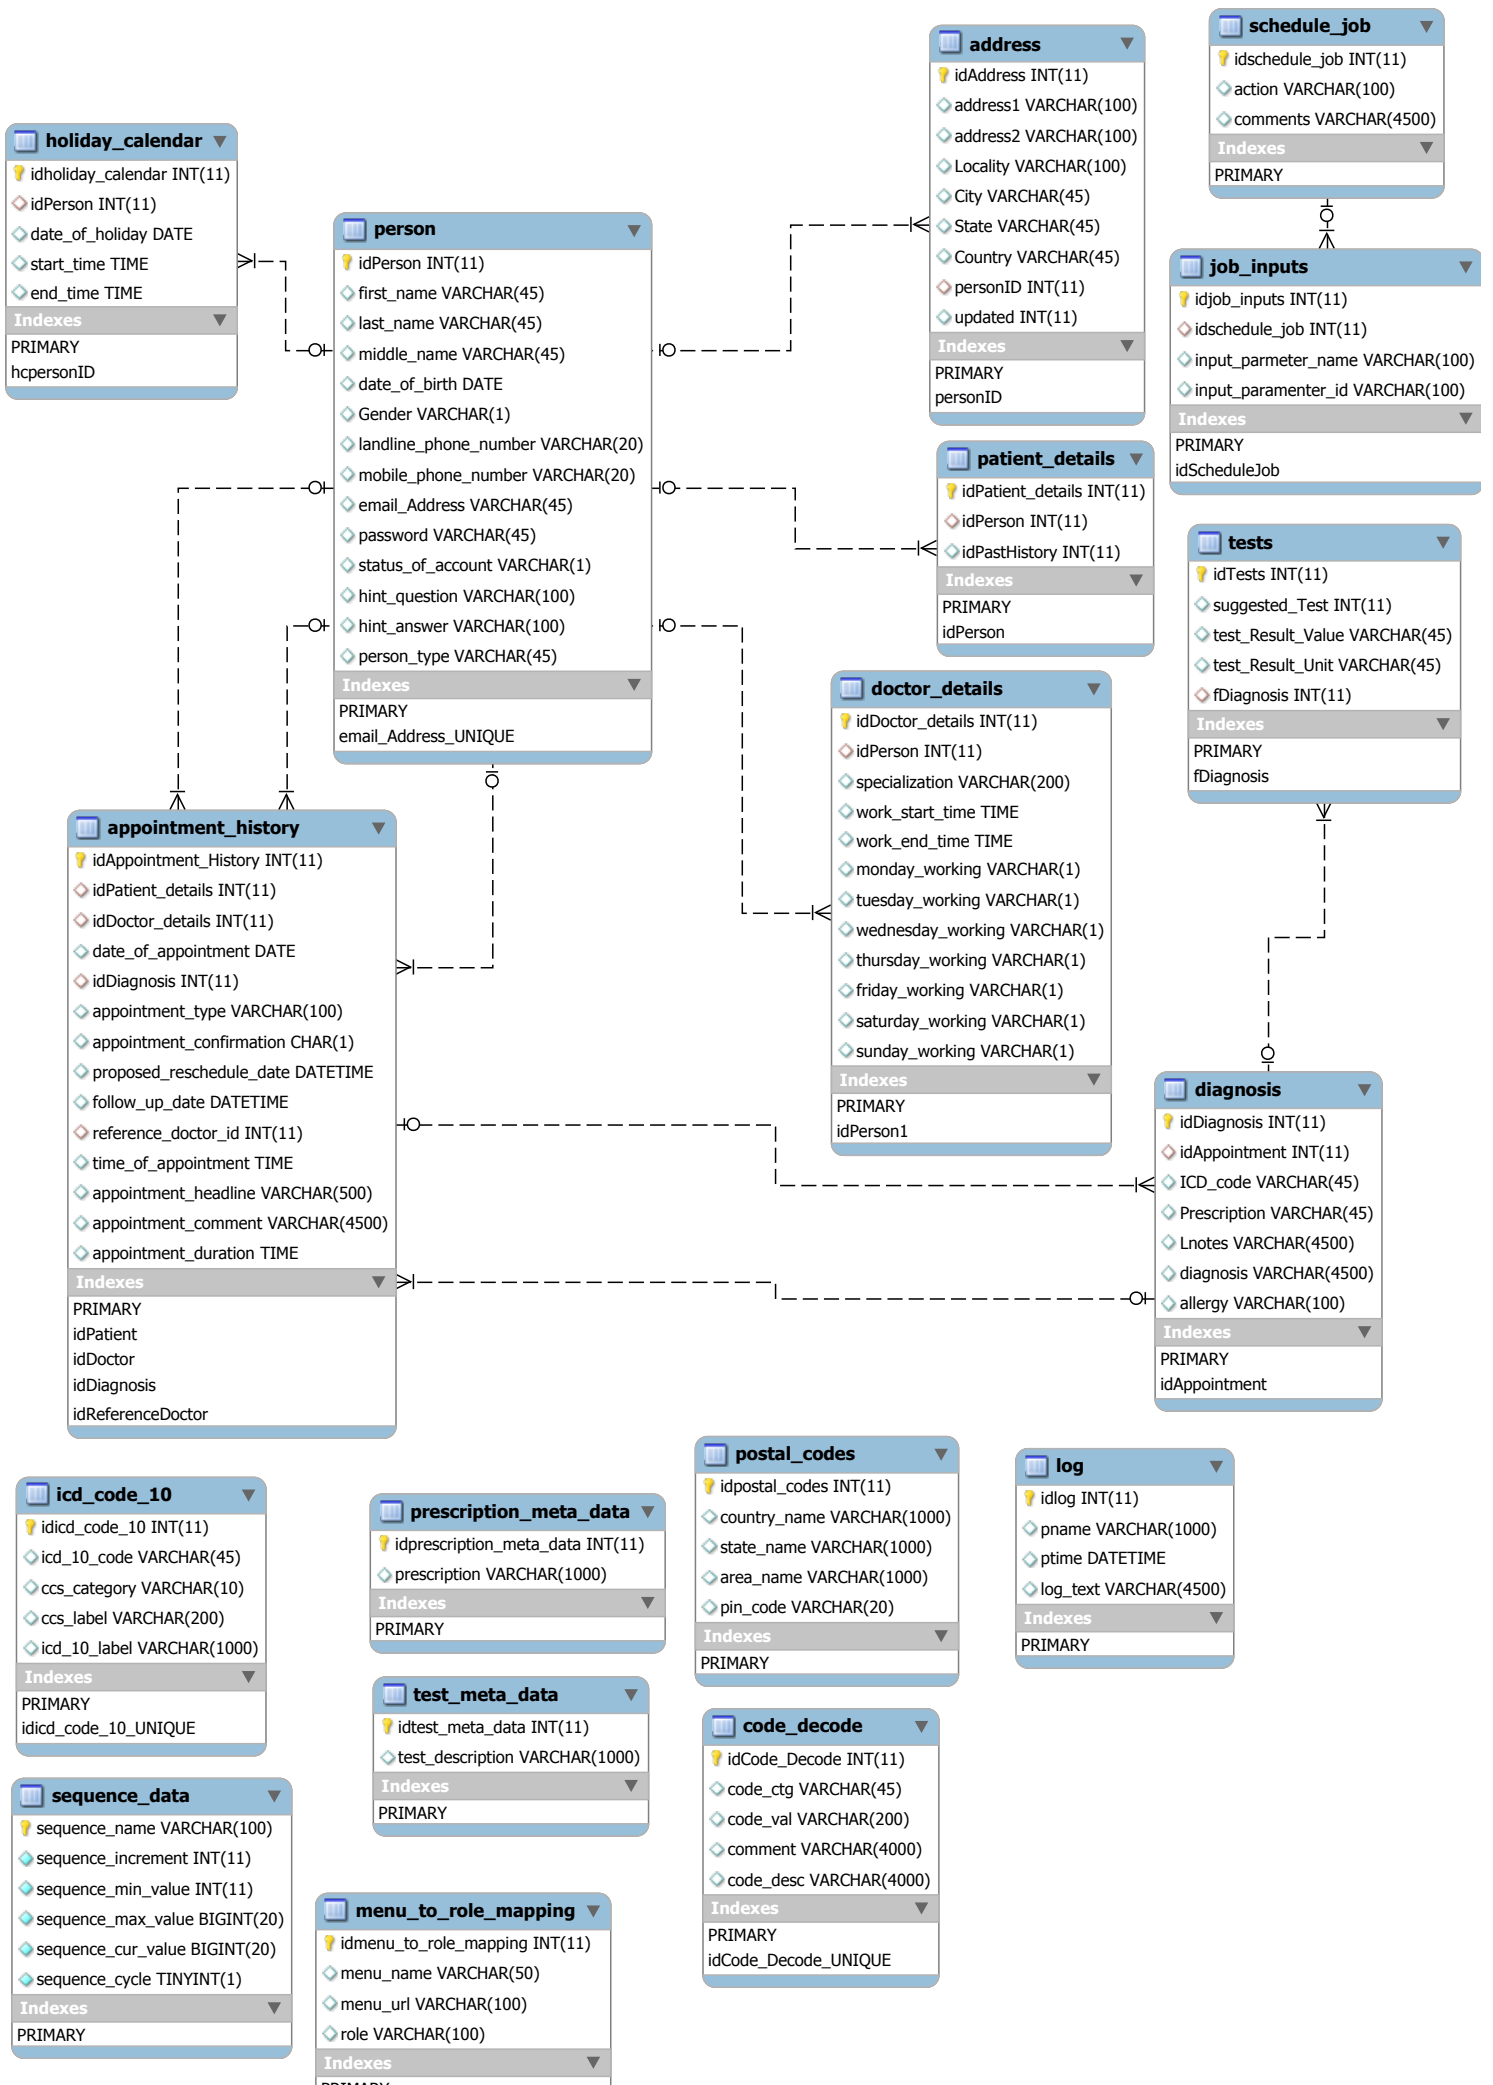 holiday_calendar
idholiday_calendar INT(11)
idPerson INT(11)
date_of_holiday DATE
start_time TIME
end_time TIME
Indexes
PRIMARY
hcpersonID
person
idPerson INT(11)
first_name VARCHAR(45)
last_name VARCHAR(45)
middle_name VARCHAR(45)
date_of_birth DATE
Gender VARCHAR(1)
landline_phone_number VARCHAR(20)
mobile_phone_number VARCHAR(20)
email_Address VARCHAR(45)
password VARCHAR(45)
status_of_account VARCHAR(1)
hint_question VARCHAR(100)
hint_answer VARCHAR(100)
person_type VARCHAR(45)
Indexes
PRIMARY
email_Address_UNIQUE
address
idAddress INT(11)
address1 VARCHAR(100)
address2 VARCHAR(100)
Locality VARCHAR(100)
City VARCHAR(45)
State VARCHAR(45)
Country VARCHAR(45)
personID INT(11)
updated INT(11)
Indexes
PRIMARY
personID
schedule_job
idschedule_job INT(11)
action VARCHAR(100)
comments VARCHAR(4500)
Indexes
PRIMARY
job_inputs
idjob_inputs INT(11)
idschedule_job INT(11)
input_parmeter_name VARCHAR(100)
input_paramenter_id VARCHAR(100)
Indexes
PRIMARY
idScheduleJob
patient_details
idPatient_details INT(11)
idPerson INT(11)
idPastHistory INT(11)
Indexes
PRIMARY
idPerson
tests
idTests INT(11)
suggested_Test INT(11)
test_Result_Value VARCHAR(45)
test_Result_Unit VARCHAR(45)
fDiagnosis INT(11)
Indexes
PRIMARY
fDiagnosis
doctor_details
idDoctor_details INT(11)
idPerson INT(11)
specialization VARCHAR(200)
work_start_time TIME
work_end_time TIME
monday_working VARCHAR(1)
tuesday_working VARCHAR(1)
wednesday_working VARCHAR(1)
thursday_working VARCHAR(1)
friday_working VARCHAR(1)
saturday_working VARCHAR(1)
sunday_working VARCHAR(1)
Indexes
PRIMARY
idPerson1
appointment_history
idAppointment_History INT(11)
idPatient_details INT(11)
idDoctor_details INT(11)
date_of_appointment DATE
idDiagnosis INT(11)
appointment_type VARCHAR(100)
appointment_confirmation CHAR(1)
proposed_reschedule_date DATETIME
follow_up_date DATETIME
reference_doctor_id INT(11)
time_of_appointment TIME
appointment_headline VARCHAR(500)
appointment_comment VARCHAR(4500)
appointment_duration TIME
Indexes
PRIMARY
idPatient
idDoctor
idDiagnosis
idReferenceDoctor
diagnosis
idDiagnosis INT(11)
idAppointment INT(11)
ICD_code VARCHAR(45)
Prescription VARCHAR(45)
Lnotes VARCHAR(4500)
diagnosis VARCHAR(4500)
allergy VARCHAR(100)
Indexes
PRIMARY
idAppointment
icd_code_10
idicd_code_10 INT(11)
icd_10_code VARCHAR(45)
ccs_category VARCHAR(10)
ccs_label VARCHAR(200)
icd_10_label VARCHAR(1000)
Indexes
PRIMARY
idicd_code_10_UNIQUE
prescription_meta_data
idprescription_meta_data INT(11)
prescription VARCHAR(1000)
Indexes
PRIMARY
postal_codes
idpostal_codes INT(11)
country_name VARCHAR(1000)
state_name VARCHAR(1000)
area_name VARCHAR(1000)
pin_code VARCHAR(20)
Indexes
PRIMARY
log
idlog INT(11)
pname VARCHAR(1000)
ptime DATETIME
log_text VARCHAR(4500)
Indexes
PRIMARY
test_meta_data
idtest_meta_data INT(11)
test_description VARCHAR(1000)
Indexes
PRIMARY
code_decode
idCode_Decode INT(11)
code_ctg VARCHAR(45)
code_val VARCHAR(200)
comment VARCHAR(4000)
code_desc VARCHAR(4000)
Indexes
PRIMARY
idCode_Decode_UNIQUE
sequence_data
sequence_name VARCHAR(100)
sequence_increment INT(11)
sequence_min_value INT(11)
sequence_max_value BIGINT(20)
sequence_cur_value BIGINT(20)
sequence_cycle TINYINT(1)
Indexes
PRIMARY
menu_to_role_mapping
idmenu_to_role_mapping INT(11)
menu_name VARCHAR(50)
menu_url VARCHAR(100)
role VARCHAR(100)
Indexes
PRIMARY